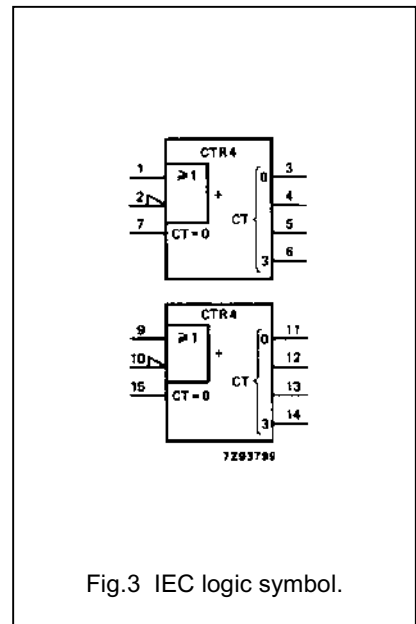 CTR4
1 ≥1 0 3
2 + 4
7 CT=0 CT 5
3 6
CTR4
9 ≥1 0 11
10 + 12
15 CT=0 CT 13
3 14
7Z93799
Fig.3 IEC logic symbol.